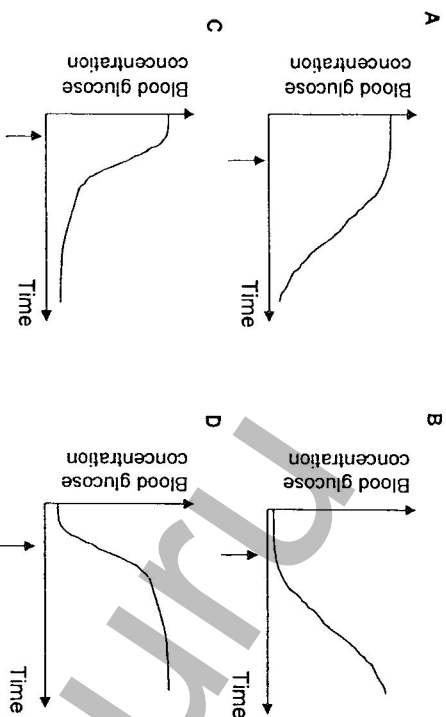 A
Blood glucose
concentration
Time
B
Blood glucose
concentration
Time
C
Blood glucose
concentration
Time
D
Blood glucose
concentration
Time